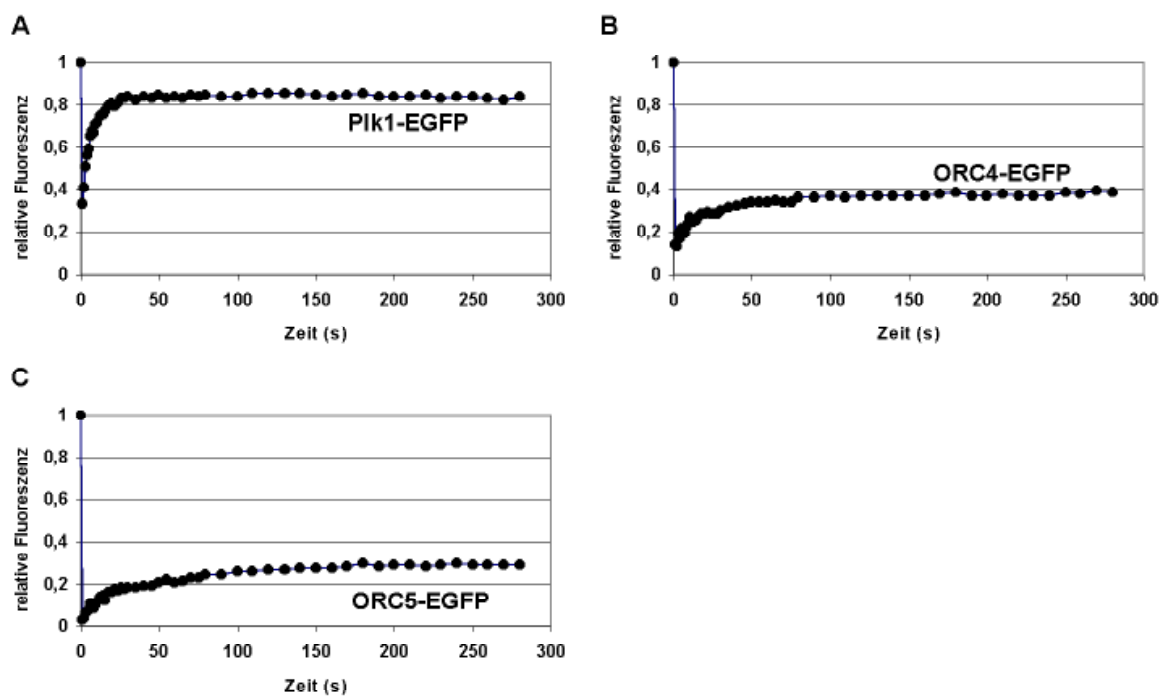 A
relative Fluoreszenz
1
0,8
0,6
0,4
0,2
0
Plk1-EGFP
0 50 100 150 200 250 300
Zeit (s)
B
relative Fluoreszenz
1
0,8
0,6
0,4
0,2
0
ORC4-EGFP
0 50 100 150 200 250 300
Zeit (s)
C
relative Fluoreszenz
1
0,8
0,6
0,4
0,2
0
ORC5-EGFP
0 50 100 150 200 250 300
Zeit (s)